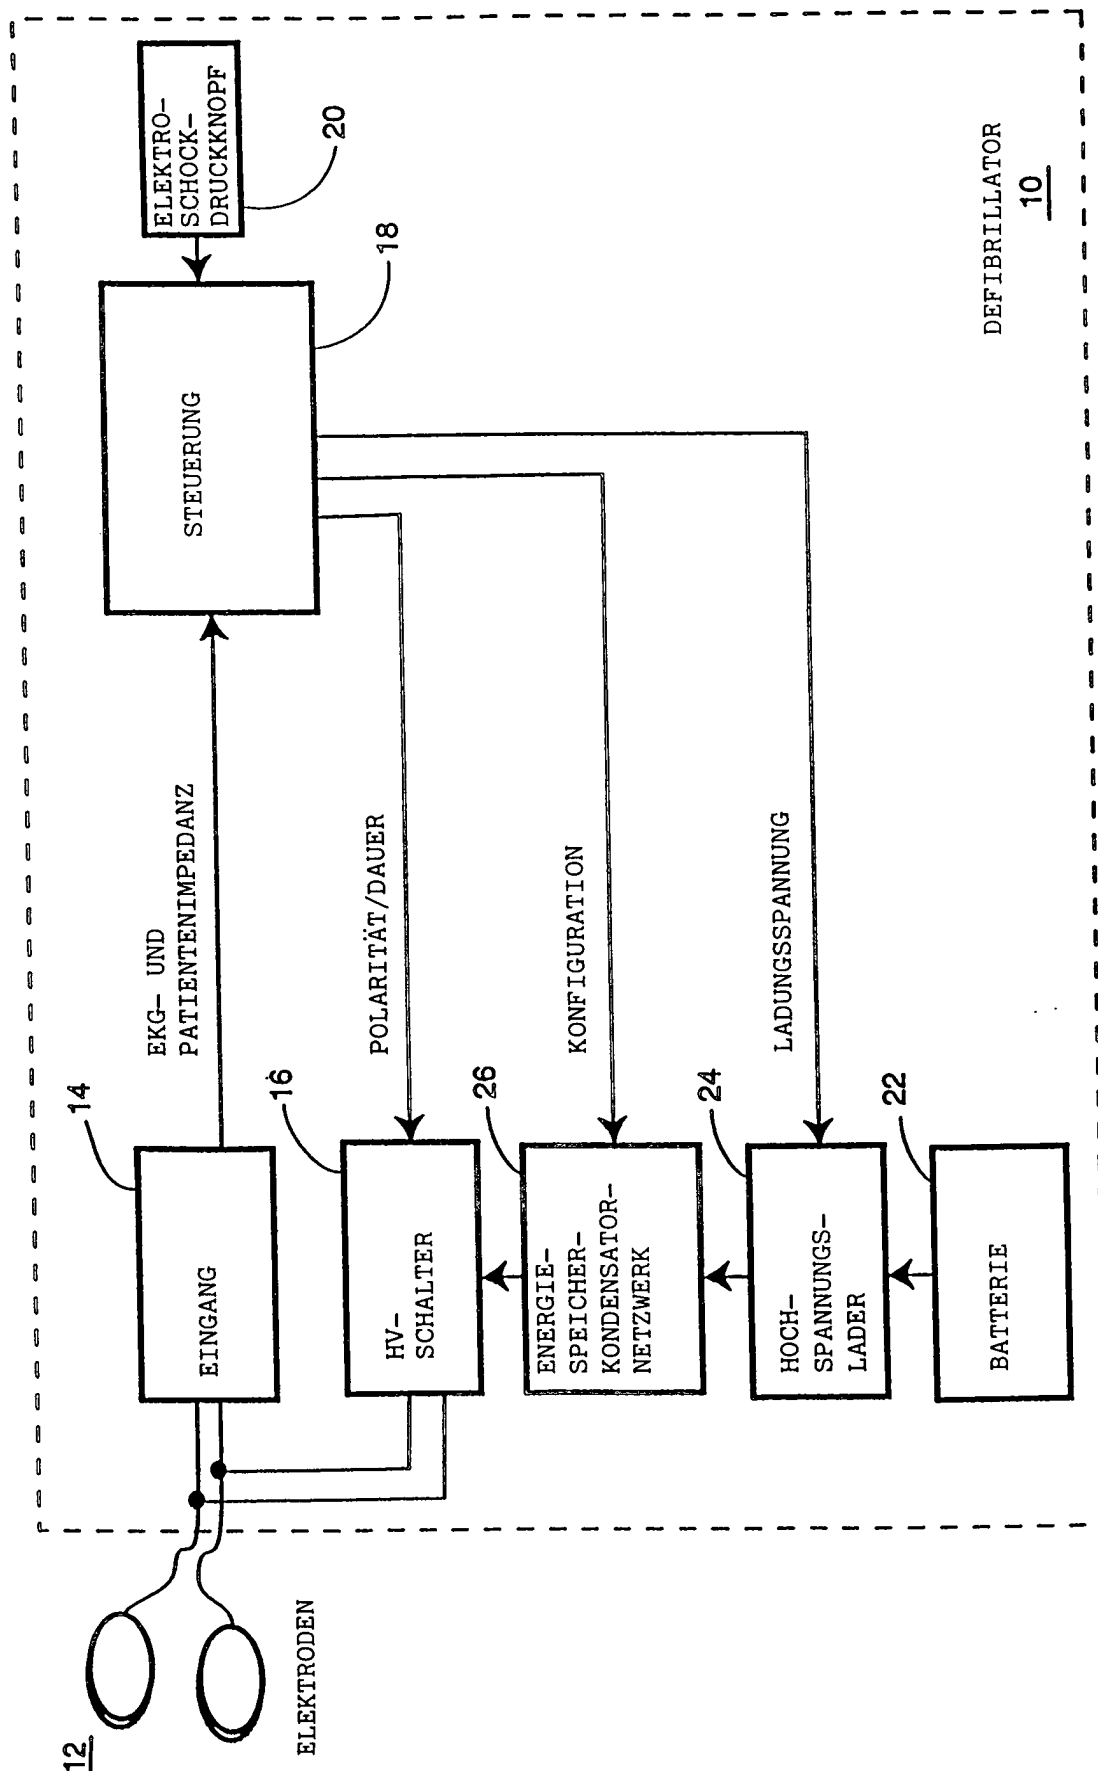 12
ELEKTRODEN
14
EINGANG
EKG- UND
PATIENTENIMPEDANZ
STEUERUNG
18
ELEKTRO-
SCHOCK-
DRUCKKNOPF
20
16
HV-
SCHALTER
POLARITÄT/DAUER
26
ENERGIE-
SPEICHER-
KONDENSATOR-
NETZWERK
KONFIGURATION
24
HOCH-
SPANNUNGS-
LADER
LADUNGSSPANNUNG
22
BATTERIE
DEFIBRILLATOR
10